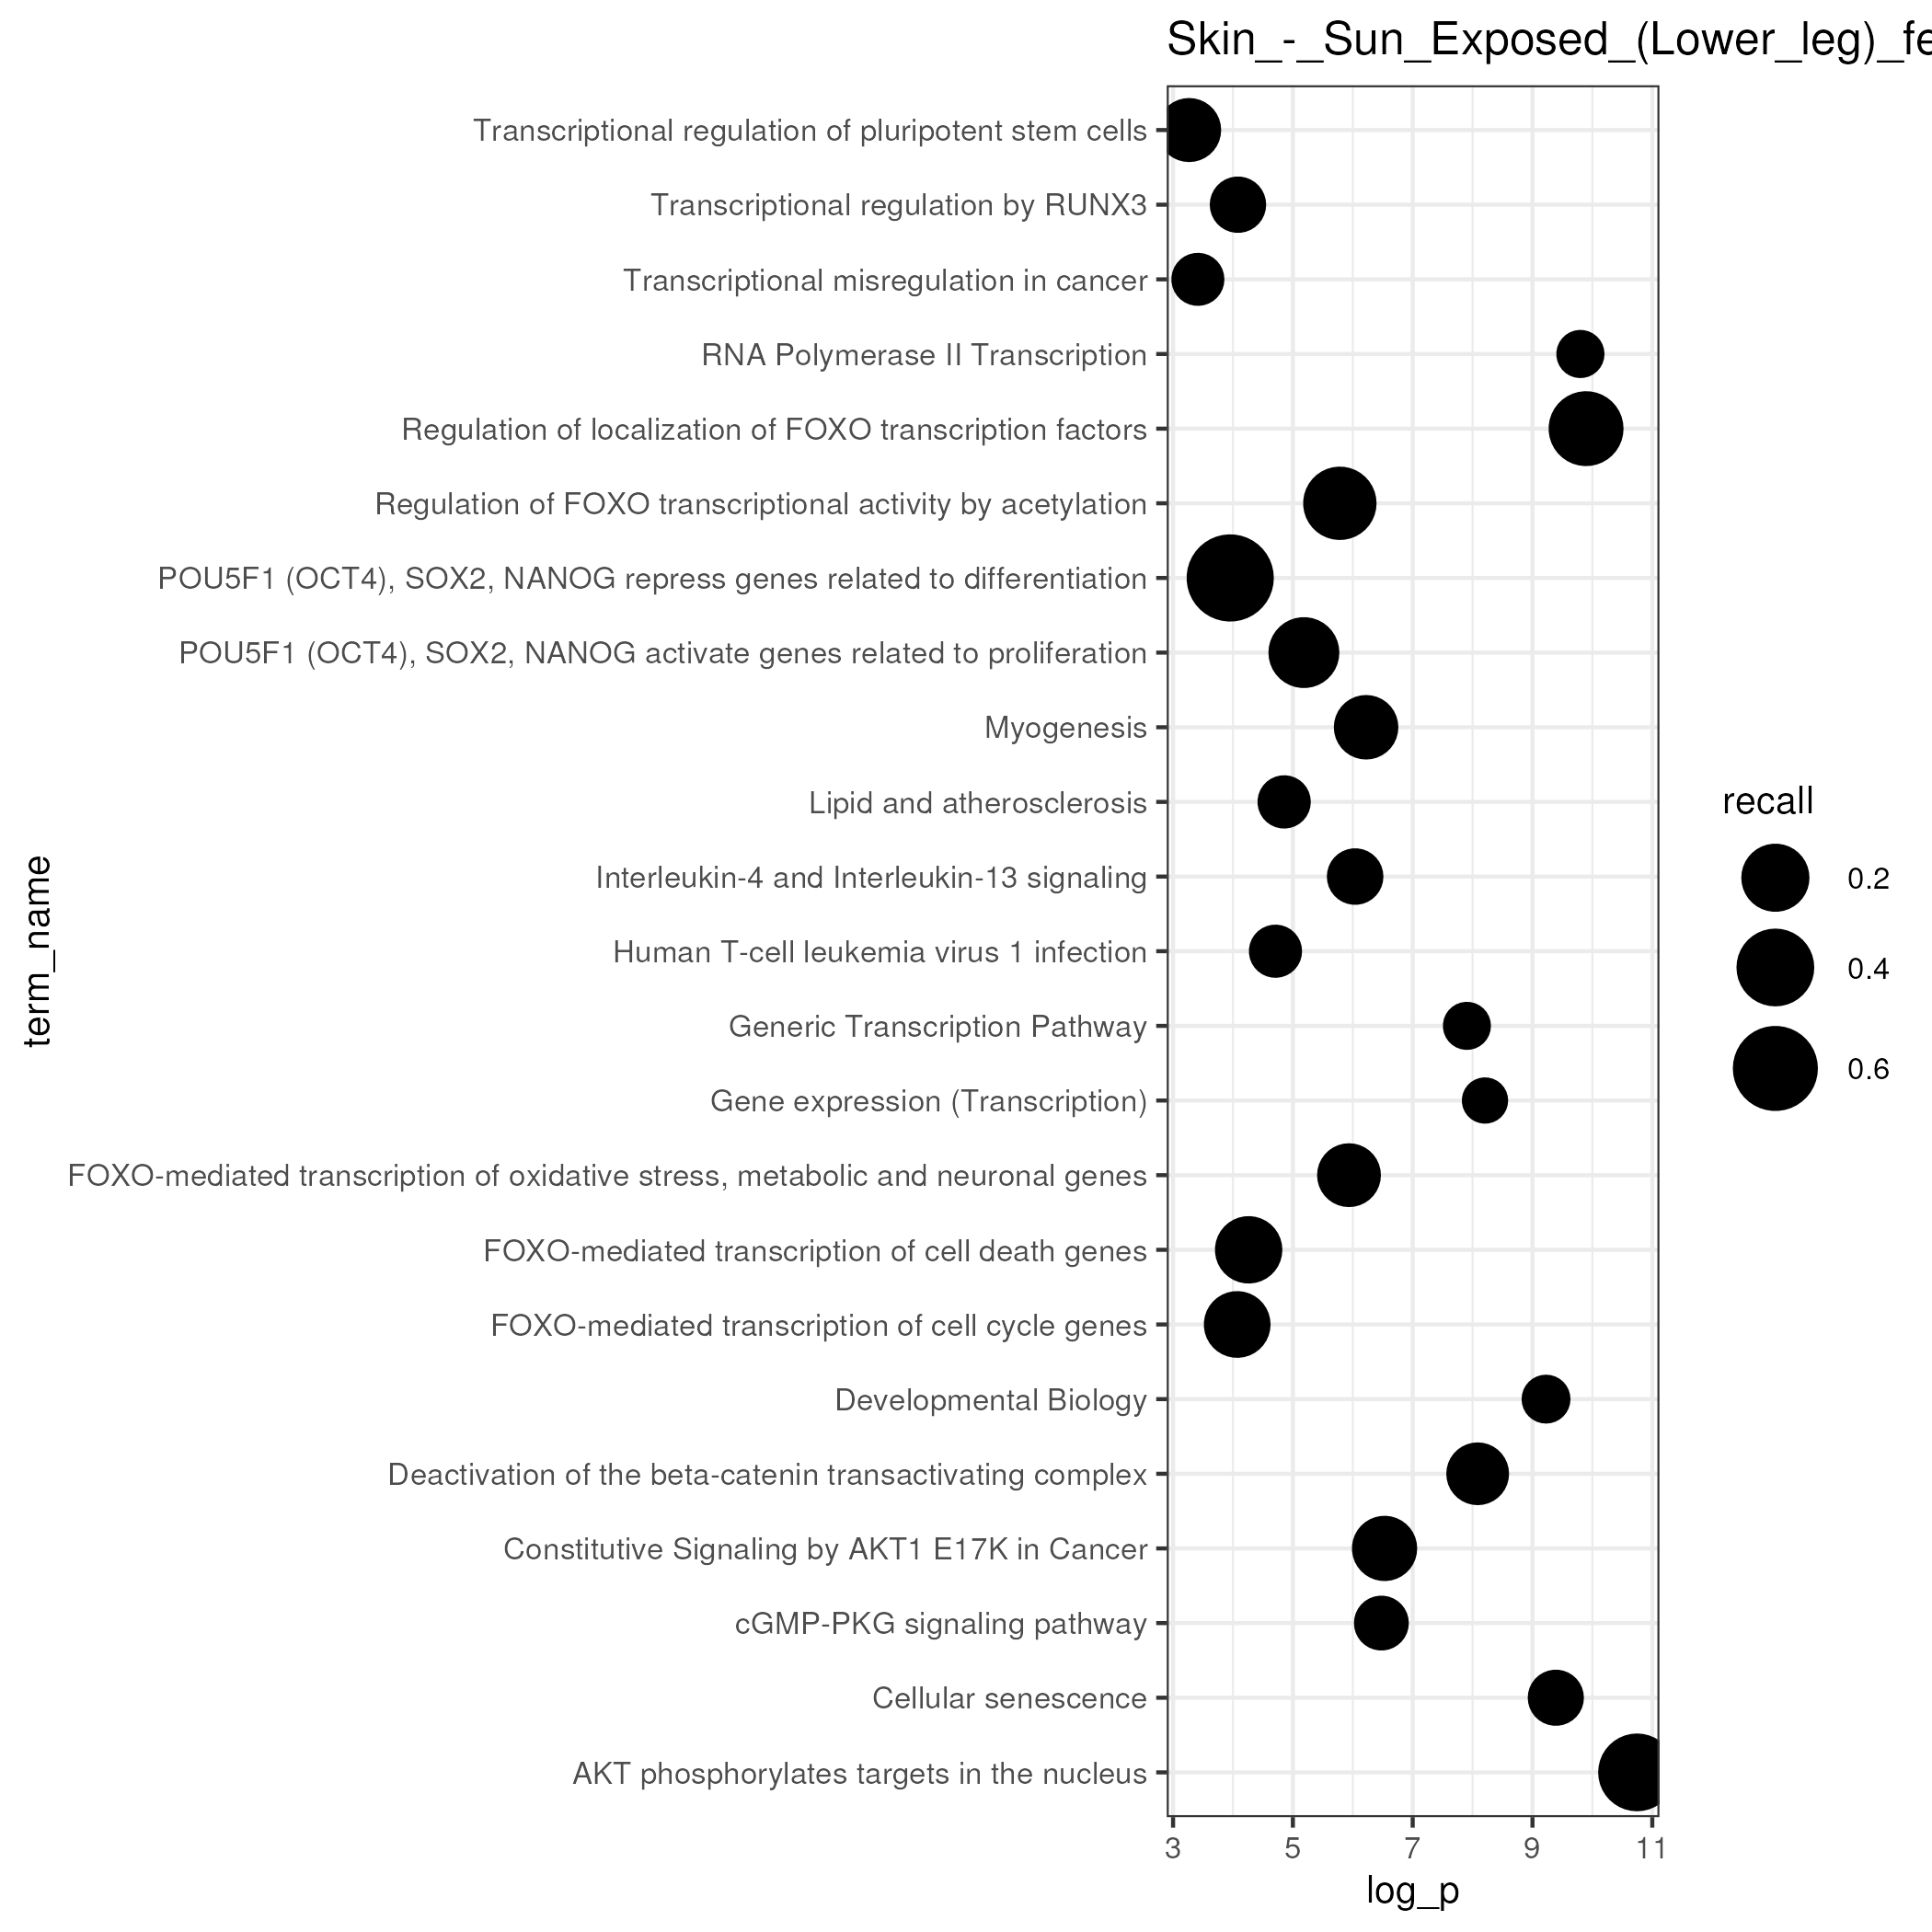 Skin_-_Sun_Exposed_(Lower_leg)_fe
Transcriptional regulation of pluripotent stem cells
Transcriptional regulation by RUNX3
Transcriptional misregulation in cancer
RNA Polymerase II Transcription
Regulation of localization of FOXO transcription factors
Regulation of FOXO transcriptional activity by acetylation
POU5F1 (OCT4), SOX2, NANOG repress genes related to differentiation
POU5F1 (OCT4), SOX2, NANOG activate genes related to proliferation
Myogenesis
Lipid and atherosclerosis
Interleukin-4 and Interleukin-13 signaling
Human T-cell leukemia virus 1 infection
Generic Transcription Pathway
Gene expression (Transcription)
FOXO-mediated transcription of oxidative stress, metabolic and neuronal genes
FOXO-mediated transcription of cell death genes
FOXO-mediated transcription of cell cycle genes
Developmental Biology
Deactivation of the beta-catenin transactivating complex
Constitutive Signaling by AKT1 E17K in Cancer
cGMP-PKG signaling pathway
Cellular senescence
AKT phosphorylates targets in the nucleus
term_name
3 5 7 9 11
log_p
recall
0.2
0.4
0.6